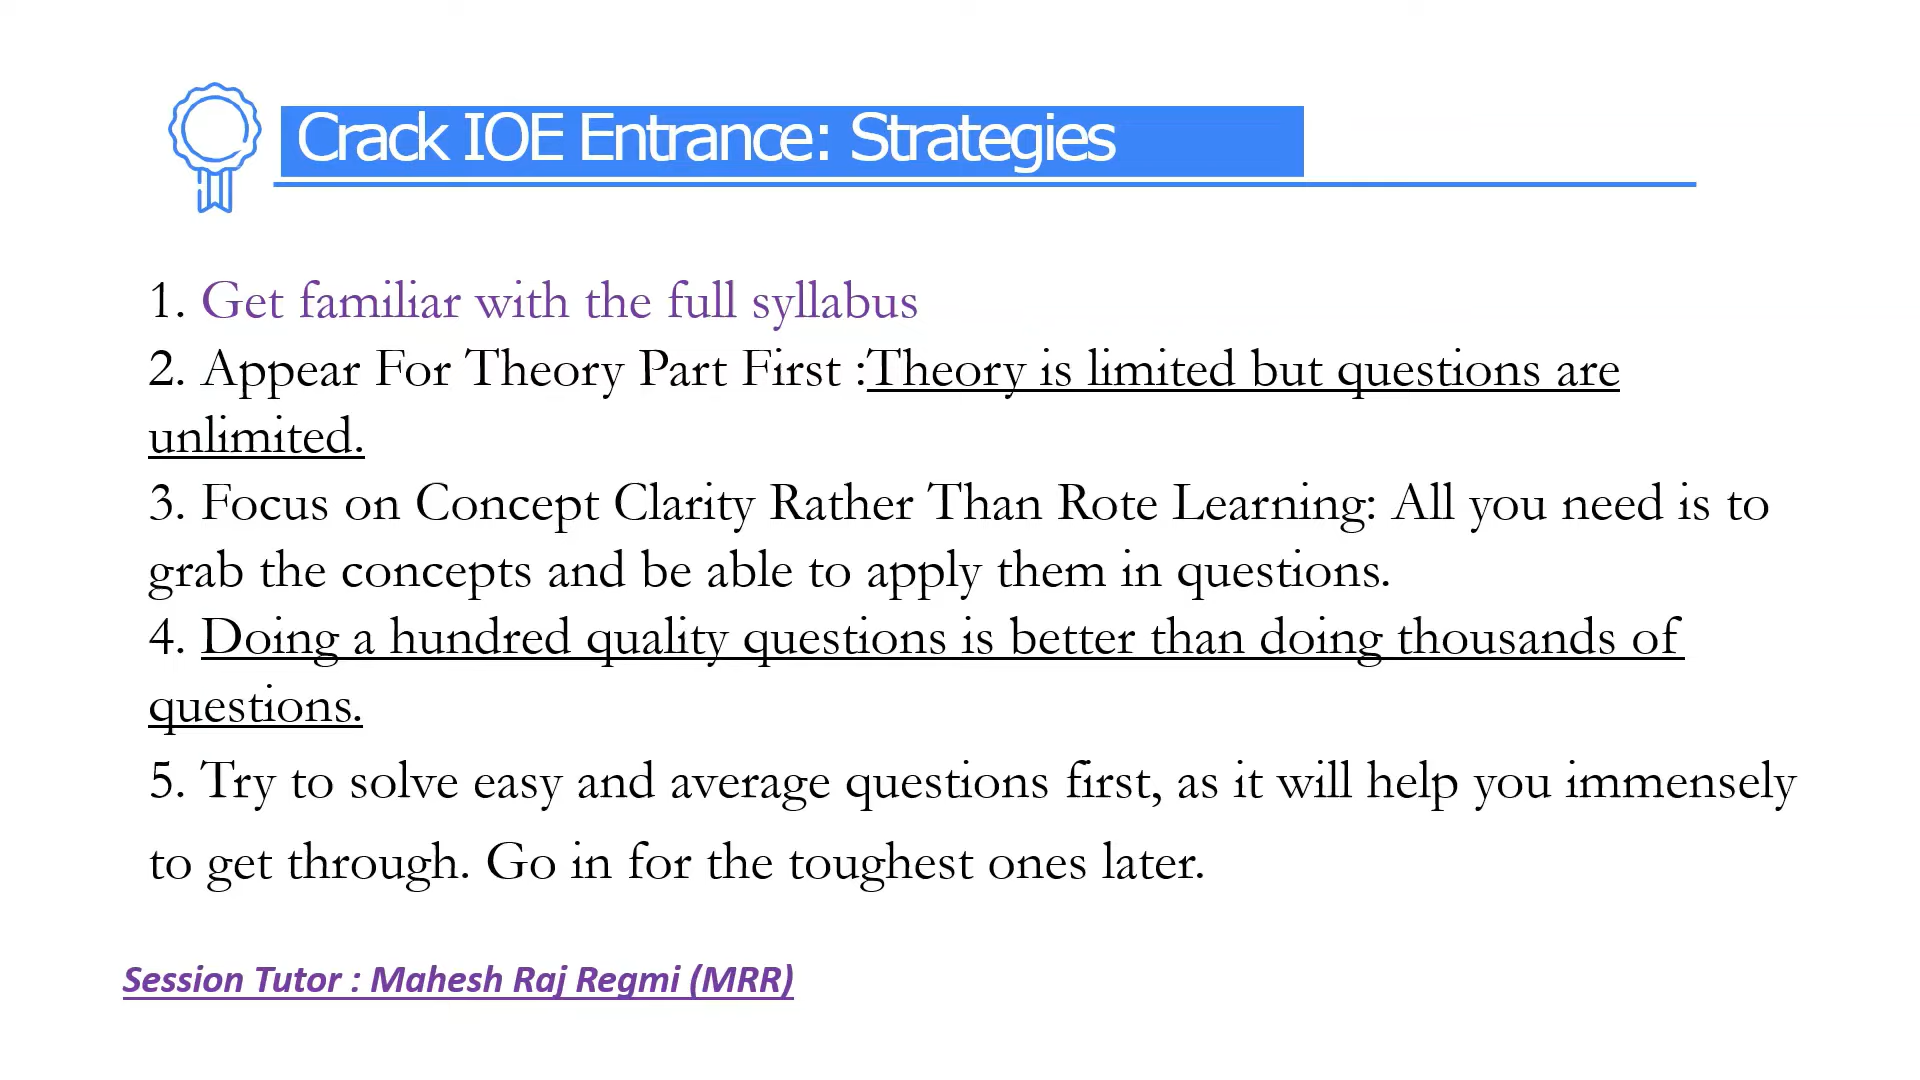 Crack IOE Entrance: Strategies
1. Get familiar with the full syllabus
2. Appear For Theory Part First :Theory is limited but questions are
unlimited.
3. Focus on Concept Clarity Rather Than Rote Learning: All you need is to
grab the concepts and be able to apply them in questions.
4. Doing a hundred quality questions is better than doing thousands of
questions.
5. Try to solve easy and average questions first, as it will help you immensely
to get through. Go in for the toughest ones later.
Session Tutor : Mahesh Raj Regmi (MRR)